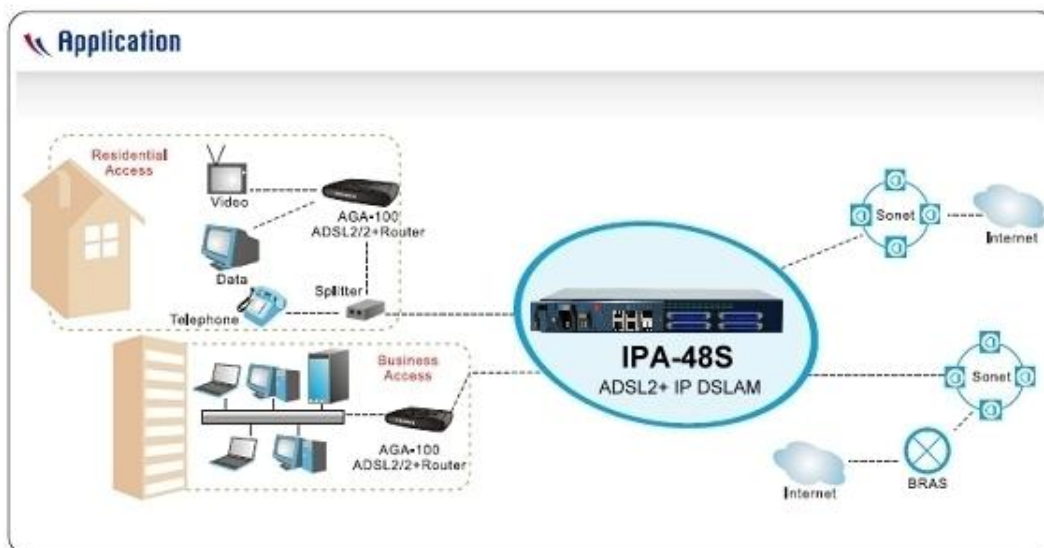 Application
Residential
Access
Video
AGA-100
ADSL2/2+Router
Data
Splitter
Telephone
Business
Access
AGA-100
ADSL2/2+Router
IPA-48S
ADSL2+ IP DSLAM
Sonet
Internet
Sonet
Internet
BRAS